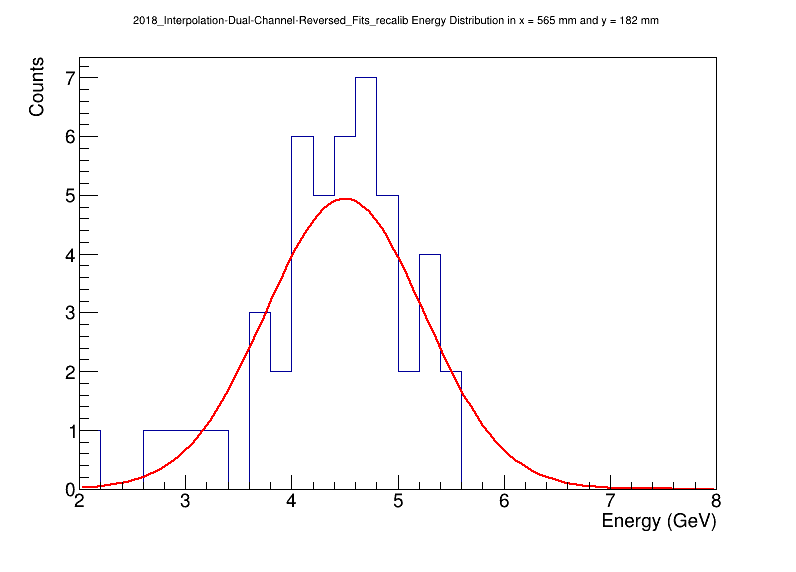 2018_Interpolation-Dual-Channel-Reversed_Fits_recalib Energy Distribution in x = 565 mm and y = 182 mm
Counts
7
6
5
4
3
2
1
0
2 3 4 5 6 7 8
Energy (GeV)